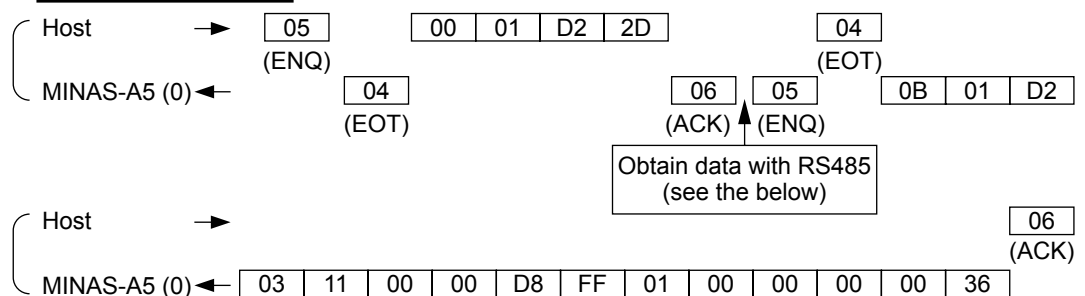 Host 05 00 01 D2 2D 04
(ENQ) (EOT)
MINAS-A5 (0) 04 06 05 0B 01 D2
(EOT) (ACK) (ENQ)
Obtain data with RS485
(see the below)
Host 06
(ACK)
MINAS-A5 (0) 03 11 00 00 D8 FF 01 00 00 00 00 36